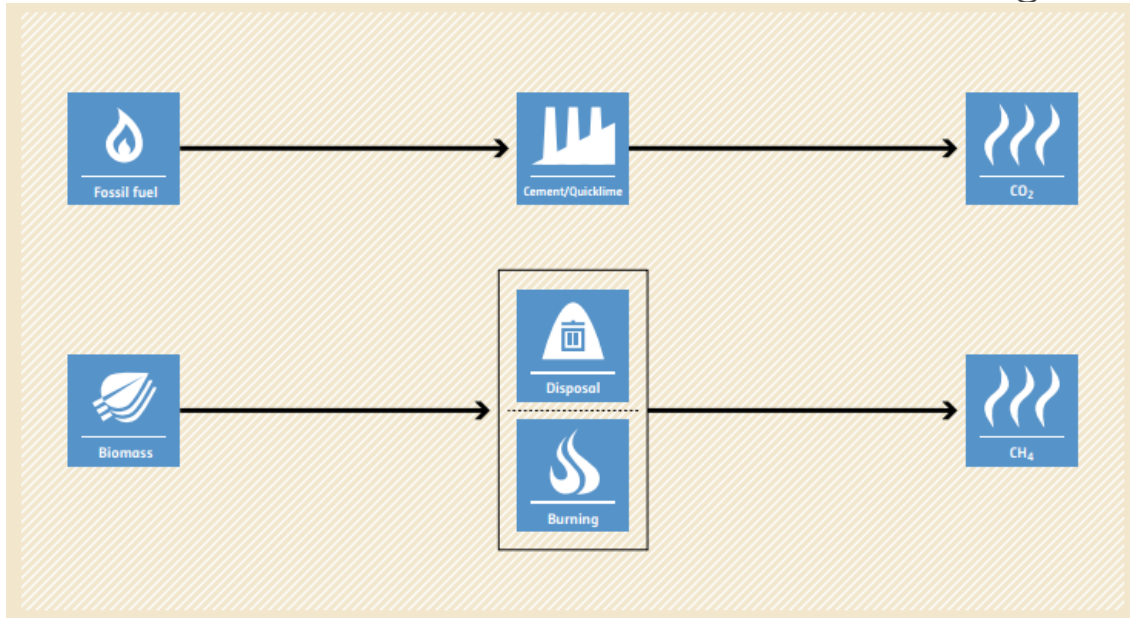 Fossil fuel
Cement/Quicklime
CO₂
Disposal
Biomass
CH₄
Burning